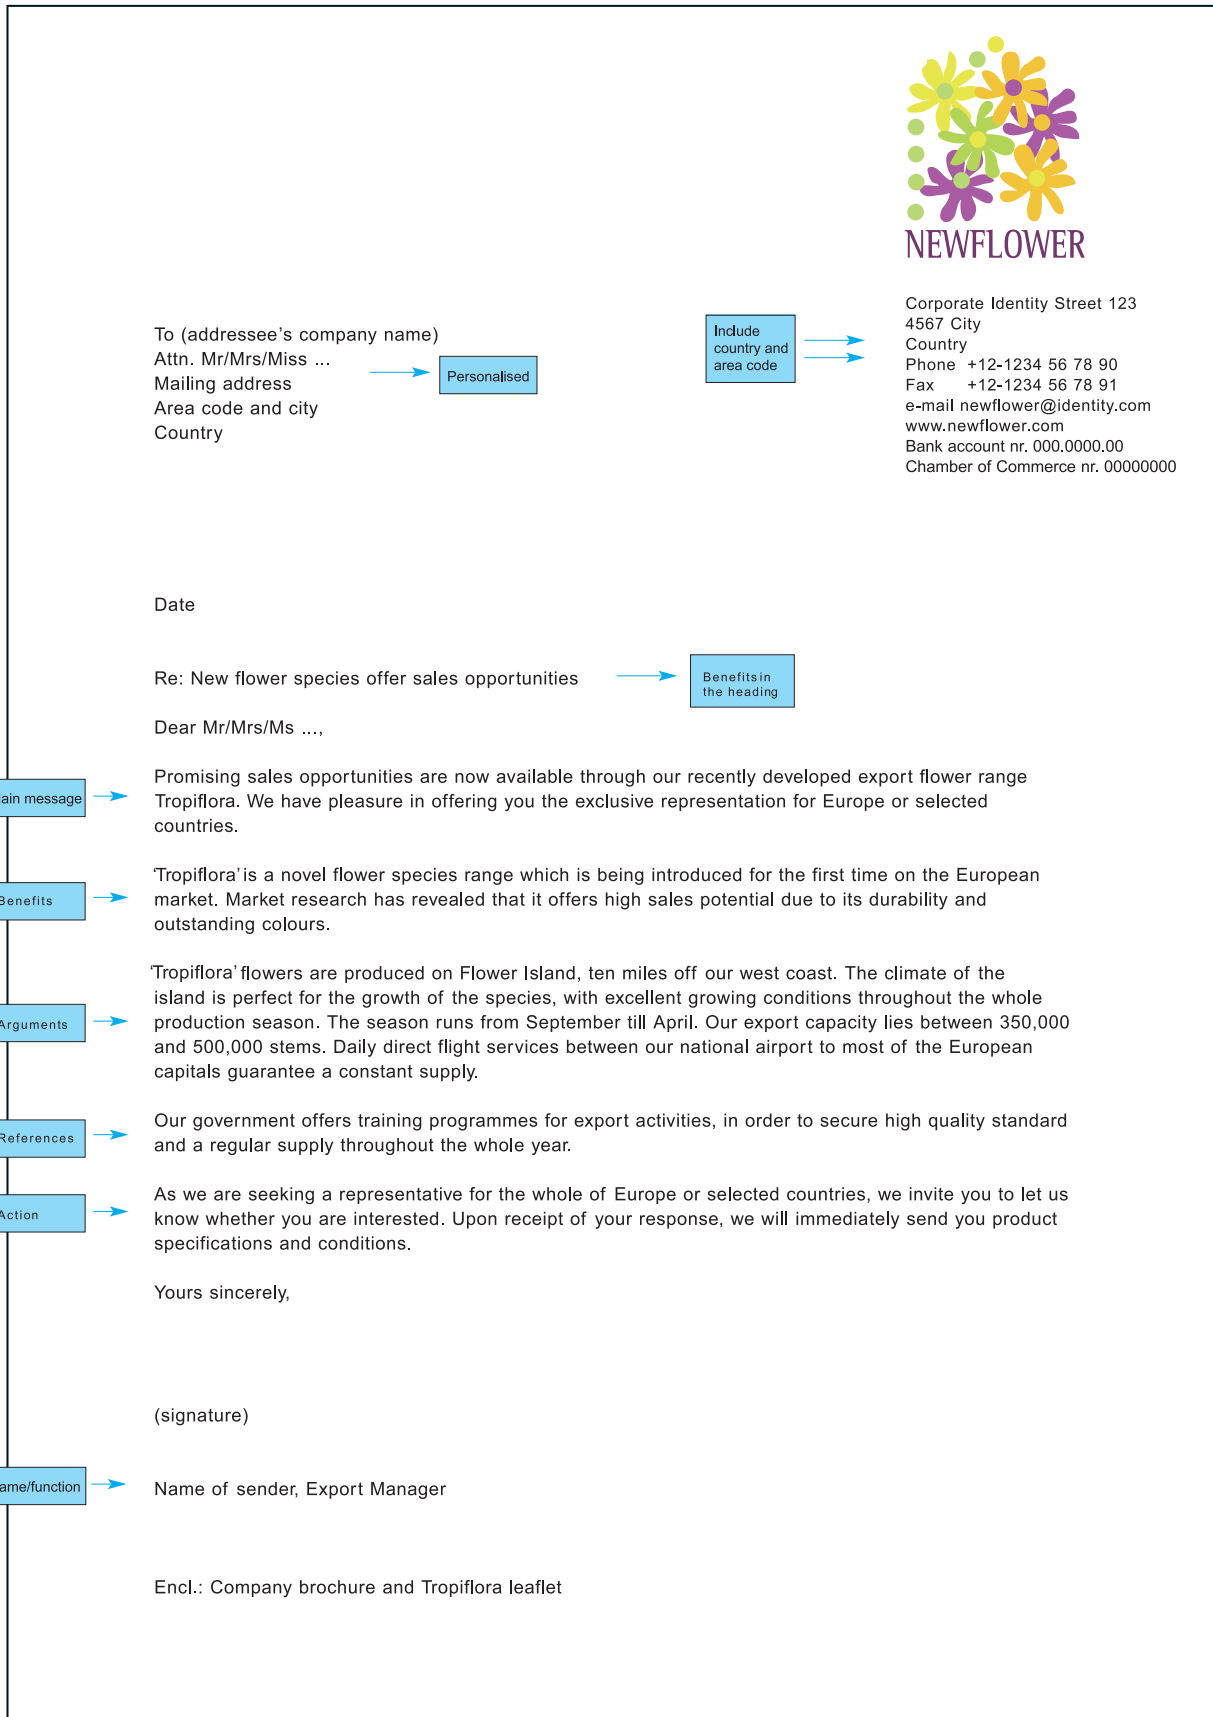 NEWFLOWER
Corporate Identity Street 123
4567 City
Country
Phone +12-1234 56 78 90
Fax +12-1234 56 78 91
e-mail newflower@identity.com
www.newflower.com
Bank account nr. 000.0000.00
Chamber of Commerce nr. 00000000
Include
country and
area code
To (addressee's company name)
Attn. Mr/Mrs/Miss ...
Mailing address
Area code and city
Country
Personalised
Date
Re: New flower species offer sales opportunities
Benefits in
the heading
Dear Mr/Mrs/Ms ...,
ain message
Promising sales opportunities are now available through our recently developed export flower range
Tropiflora. We have pleasure in offering you the exclusive representation for Europe or selected
countries.
Benefits
'Tropiflora' is a novel flower species range which is being introduced for the first time on the European
market. Market research has revealed that it offers high sales potential due to its durability and
outstanding colours.
Arguments
'Tropiflora' flowers are produced on Flower Island, ten miles off our west coast. The climate of the
island is perfect for the growth of the species, with excellent growing conditions throughout the whole
production season. The season runs from September till April. Our export capacity lies between 350,000
and 500,000 stems. Daily direct flight services between our national airport to most of the European
capitals guarantee a constant supply.
References
Our government offers training programmes for export activities, in order to secure high quality standard
and a regular supply throughout the whole year.
Action
As we are seeking a representative for the whole of Europe or selected countries, we invite you to let us
know whether you are interested. Upon receipt of your response, we will immediately send you product
specifications and conditions.
Yours sincerely,
(signature)
ame/function
Name of sender, Export Manager
Encl.: Company brochure and Tropiflora leaflet